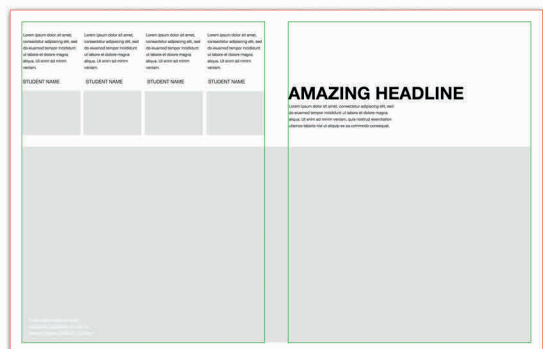 Lorem ipsum dolor sit amet,
consectetur adipiscing elit, sed
do eiusmod tempor incididunt
ut labore et dolore magna
aliqua. Ut enim ad minim
veniam.
STUDENT NAME
Lorem ipsum dolor sit amet,
consectetur adipiscing elit, sed
do eiusmod tempor incididunt
ut labore et dolore magna
aliqua. Ut enim ad minim
veniam.
STUDENT NAME
Lorem ipsum dolor sit amet,
consectetur adipiscing elit, sed
do eiusmod tempor incididunt
ut labore et dolore magna
aliqua. Ut enim ad minim
veniam.
STUDENT NAME
Lorem ipsum dolor sit amet,
consectetur adipiscing elit, sed
do eiusmod tempor incididunt
ut labore et dolore magna
aliqua. Ut enim ad minim
veniam.
STUDENT NAME
AMAZING HEADLINE
Lorem ipsum dolor sit amet, consectetur adipiscing elit, sed
do eiusmod tempor incididunt ut labore et dolore magna
aliqua. Ut enim ad minim veniam, quis nostrud exercitation
ullamco laboris nisi ut aliquip ex ea commodo consequat.